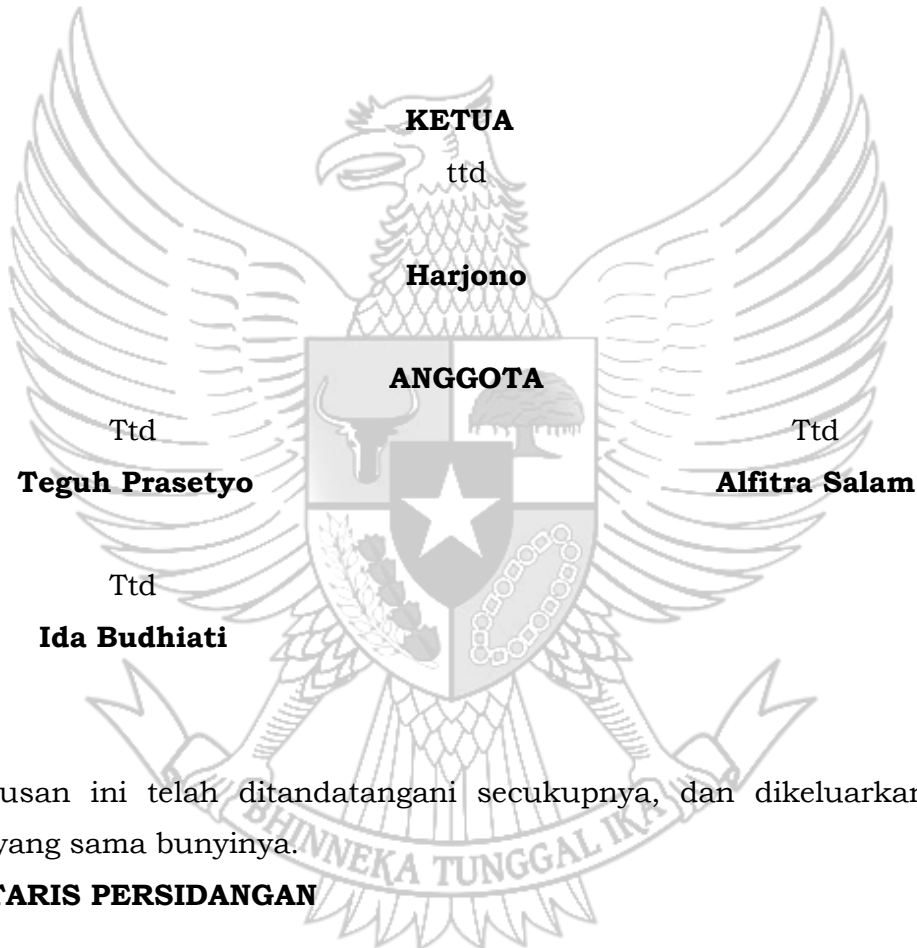 KETUA
ttd
Harjono
ANGGOTA
Ttd Ttd
Teguh Prasetyo Alfitra Salam
Ttd
Ida Budhiati
usan ini telah ditandatangani secukupnya, dan dikeluarkan
yang sama bunyinya.
TARIS PERSIDANGAN
BHINNEKA TUNGGAL IKA